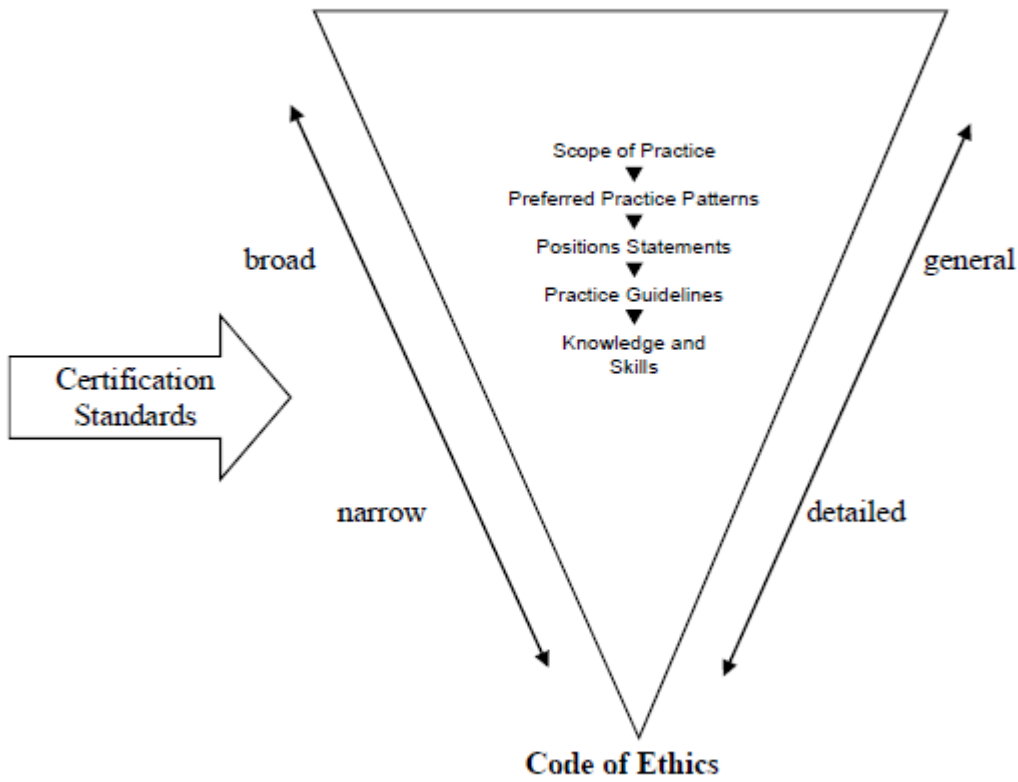 Scope of Practice
Preferred Practice Patterns
Positions Statements
Practice Guidelines
Knowledge and
Skills
broad
general
Certification
Standards
narrow
detailed
Code of Ethics